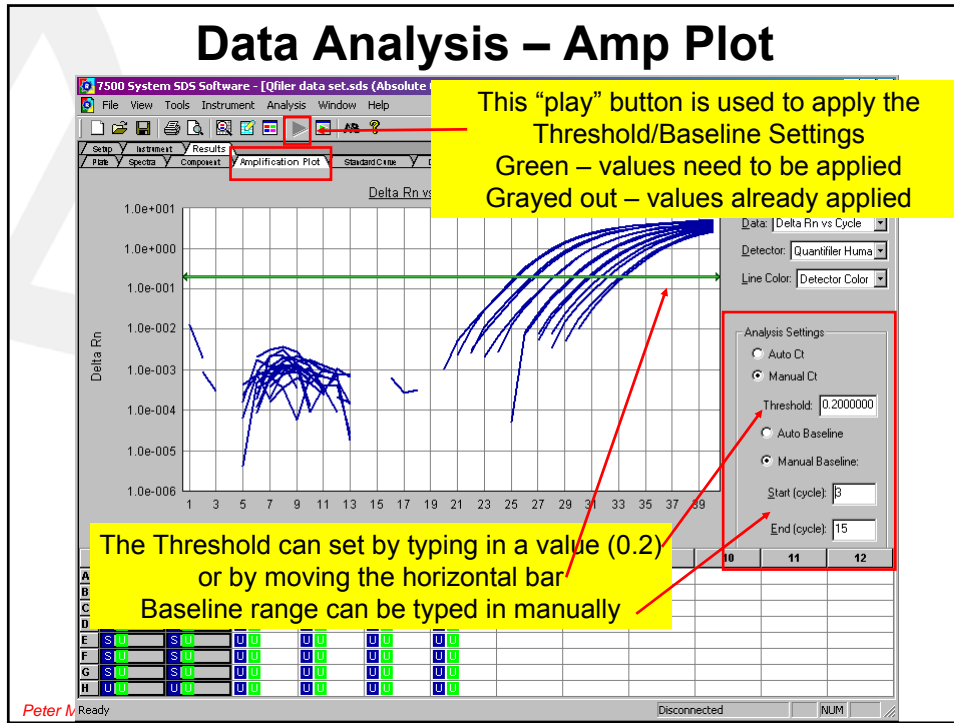 Data Analysis – Amp Plot
7500 System SDS Software - [Qfiler data set.sds (Absolute
File View Tools Instrument Analysis Window Help
This “play” button is used to apply the
Threshold/Baseline Settings
Green – values need to be applied
Grayed out – values already applied
Setup Instrument Results
Plate Spectra Component Amplification Plot Standard Curve
Delta Rn vs
Data: Delta Rn vs Cycle
Detector: Quantifiler Huma
Line Color: Detector Color
1.0e+001
1.0e+000
1.0e-001
1.0e-002
1.0e-003
1.0e-004
1.0e-005
1.0e-006
Delta Rn
1 3 5 7 9 11 13 15 17 19 21 23 25 27 29 31 33 35 37 39
Analysis Settings
Auto Ct
Manual Ct
Threshold: 0.2000000
Auto Baseline
Manual Baseline:
Start (cycle): 3
End (cycle): 15
The Threshold can set by typing in a value (0.2)
or by moving the horizontal bar
Baseline range can be typed in manually
10 11 12
A
B
C
D
E S U S U U U U U U U U U
F S U S U U U U U U U U U
G S U S U U U U U U U U U
H U U U U U U U U U U U U
Peter M
Ready Disconnected NUM